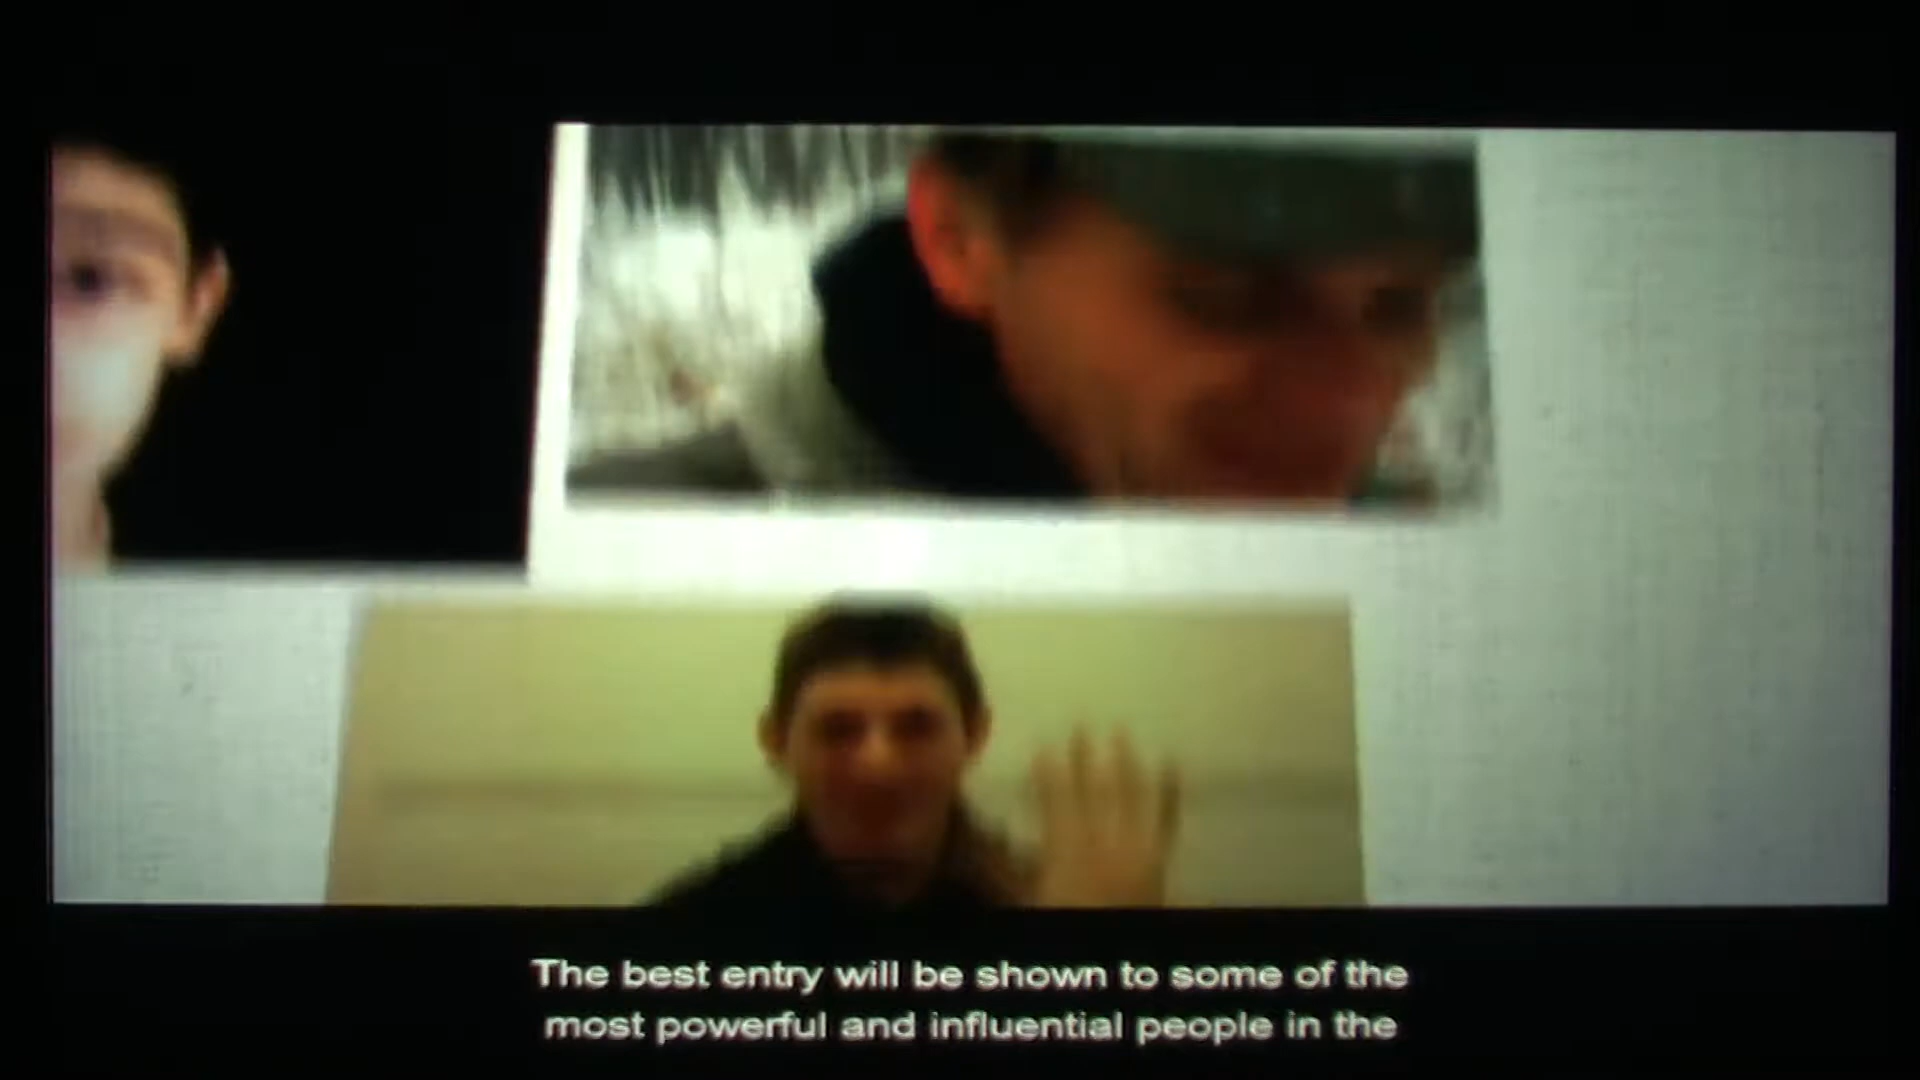 The best entry will be shown to some of the
most powerful and influential people in the